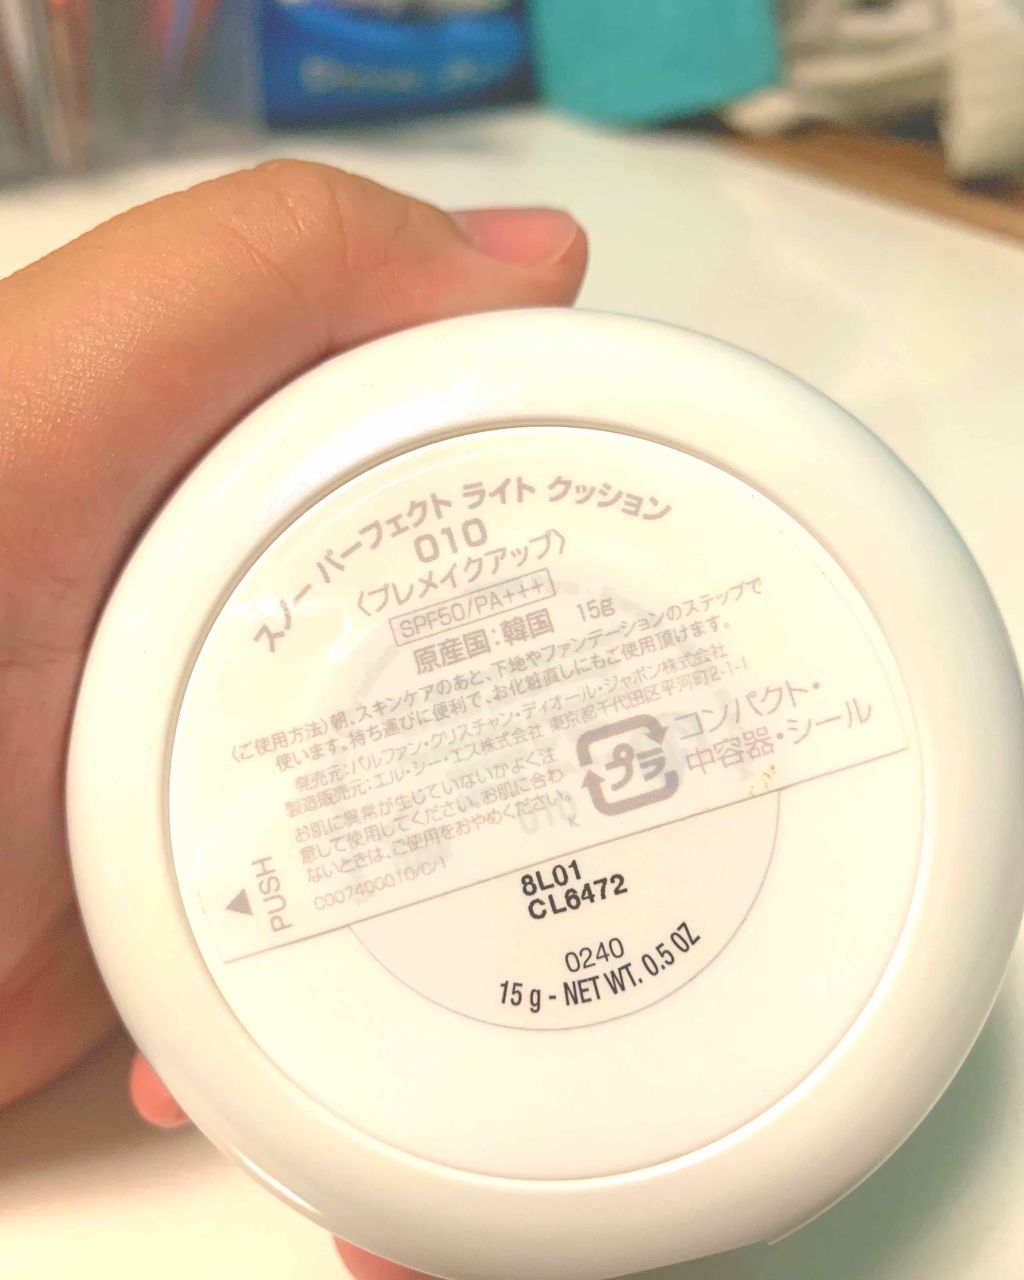 スノー パーフェクト ライト クッション
010
〈プレメイクアップ〉
SPF50/PA+++
原産国:韓国 15g
〈ご使用方法〉朝、スキンケアのあと、下地やファンデーションのステップで
使います。持ち運びに便利で、お化粧直しにもご使用頂けます。
発売元:パルファン・クリスチャン・ディオール・ジャポン株式会社
製造販売元:エル・シー・エス株式会社 東京都千代田区平河町2-1-1
お肌に異常が生じていないかよく注
意して使用してください。お肌に合わ
ないときは、ご使用をおやめください。
C007400010/C/1
K
プラ
コンパクト・
中容器・シール
PUSH
8L01
CL6472
0240
15 g - NET WT. 0.5 OZ